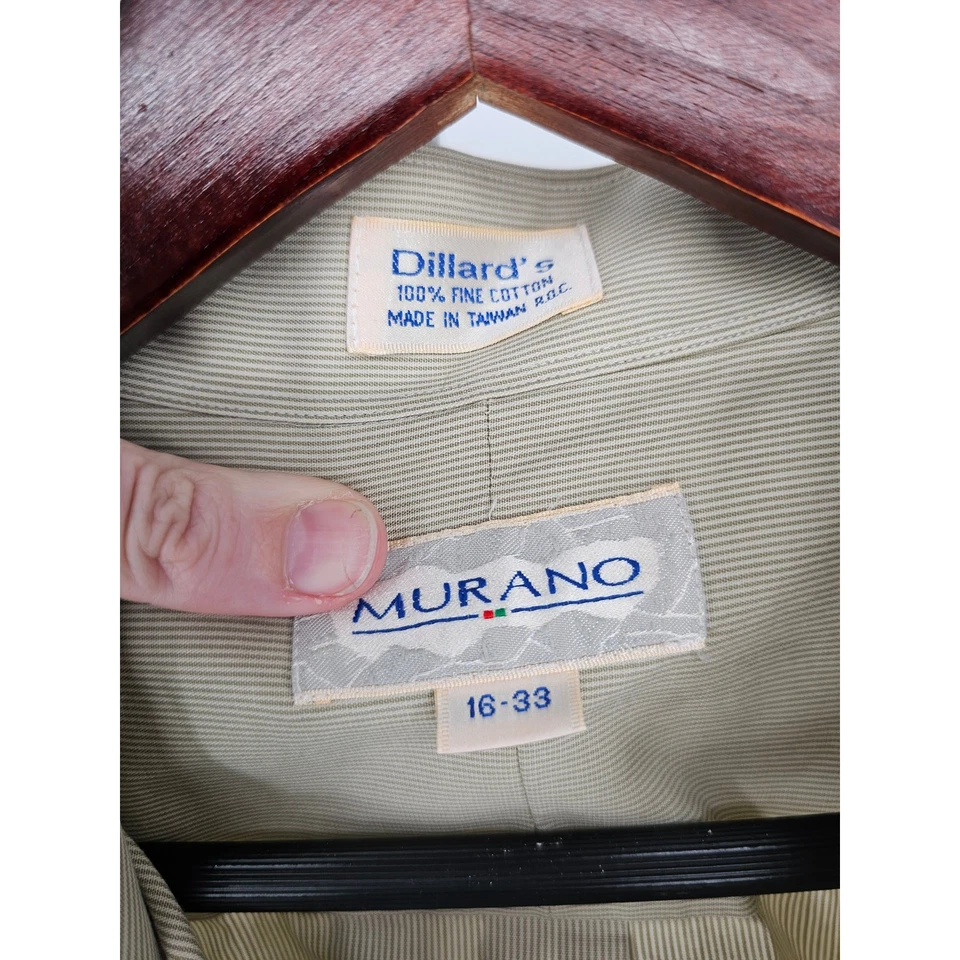 Dillard's
100% FINE COTTON
MADE IN TAIWAN R.O.C.
MURANO
16-33